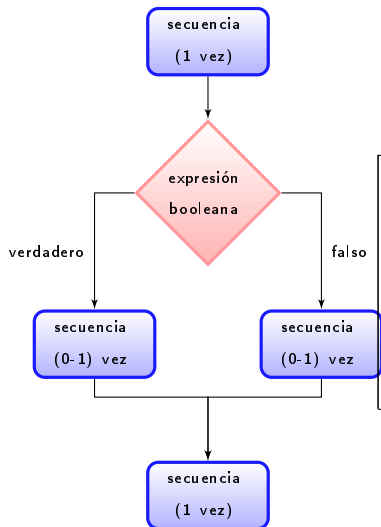 secuencia
(1 vez)
expresión
booleana
verdadero
falso
secuencia
(0-1) vez
secuencia
(0-1) vez
secuencia
(1 vez)